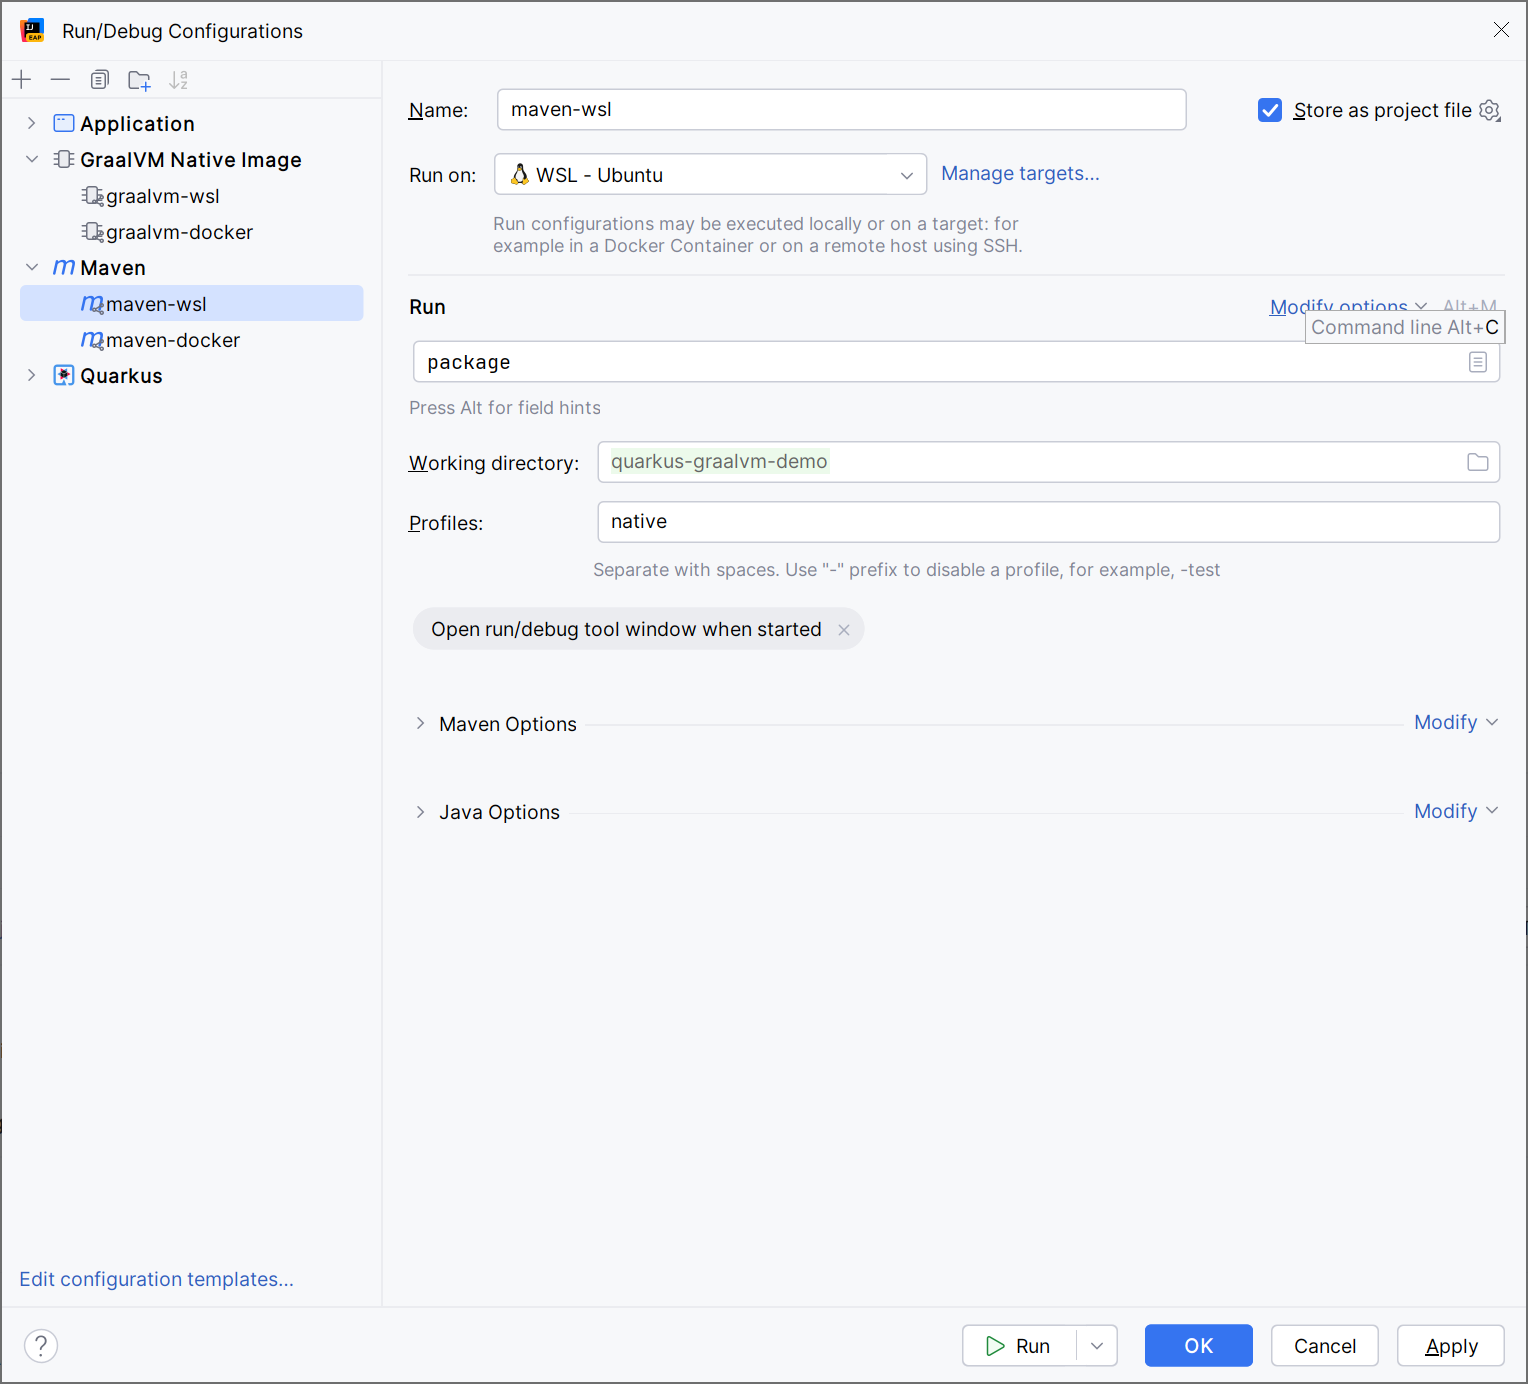 Run/Debug Configurations
Application
GraalVM Native Image
graalvm-wsl
graalvm-docker
Maven
maven-wsl
maven-docker
Quarkus
Edit configuration templates...
Name: maven-wsl Store as project file
Run on: WSL - Ubuntu Manage targets...
Run configurations may be executed locally or on a target: for
example in a Docker Container or on a remote host using SSH.
Run Modify options Alt+M
Command line Alt+C
package
Press Alt for field hints
Working directory: quarkus-graalvm-demo
Profiles: native
Separate with spaces. Use "-" prefix to disable a profile, for example, -test
Open run/debug tool window when started
Maven Options Modify
Java Options Modify
? Run OK Cancel Apply